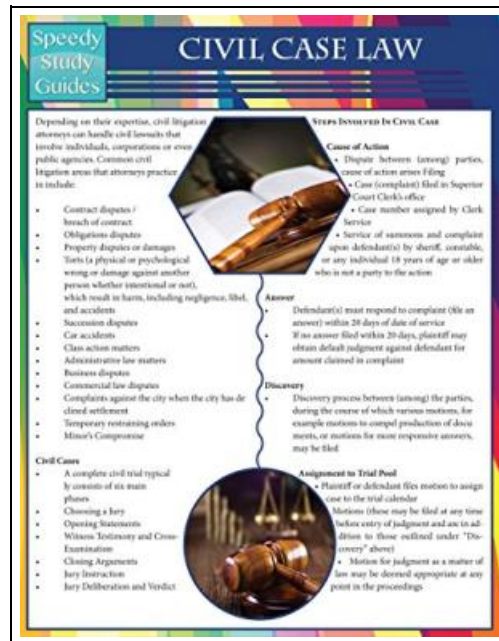 Speedy
Study
Guides
CIVIL CASE LAW
Depending on their expertise, civil litigation
attorneys can handle civil lawsuits that
involve individuals, corporations or even
public agencies. Common civil
litigation areas that attorneys practice
in include:
• Contract disputes /
breach of contract
• Obligations disputes
• Property disputes or damages
• Torts (a physical or psychological
wrong or damage against another
person whether intentional or not),
which result in harm, including negligence, libel,
and accidents
• Succession disputes
• Car accidents
• Class action matters
• Administrative law matters
• Business disputes
• Commercial law disputes
• Complaints against the city when the city has de
clined settlement
• Temporary restraining orders
• Minor's Compromise
Civil Cases
• A complete civil trial typical
ly consists of six main
phases
• Choosing a Jury
• Opening Statements
• Witness Testimony and Cross-
Examination
• Closing Arguments
• Jury Instruction
• Jury Deliberation and Verdict
STEPS INVOLVED IN CIVIL CASE
Cause of Action
• Dispute between (among) parties,
cause of action arises Filing
• Case (complaint) filed in Superior
Court Clerk's office
• Case number assigned by Clerk
Service
• Service of summons and complaint
upon defendant(s) by sheriff, constable,
or any individual 18 years of age or older
who is not a party to the action
Answer
• Defendant(s) must respond to complaint (file an
answer) within 20 days of date of service
• If no answer filed within 20 days, plaintiff may
obtain default judgment against defendant for
amount claimed in complaint
Discovery
• Discovery process between (among) the parties,
during the course of which various motions, for
example motions to compel production of docu
ments, or motions for more responsive answers,
may be filed
Assignment to Trial Pool
• Plaintiff or defendant files motion to assign
case to the trial calendar
• Motions (these may be filed at any time
before entry of judgment and are in ad-
dition to those outlined under "Dis-
covery" above)
• Motion for judgment as a matter of
law may be deemed appropriate at any
point in the proceedings